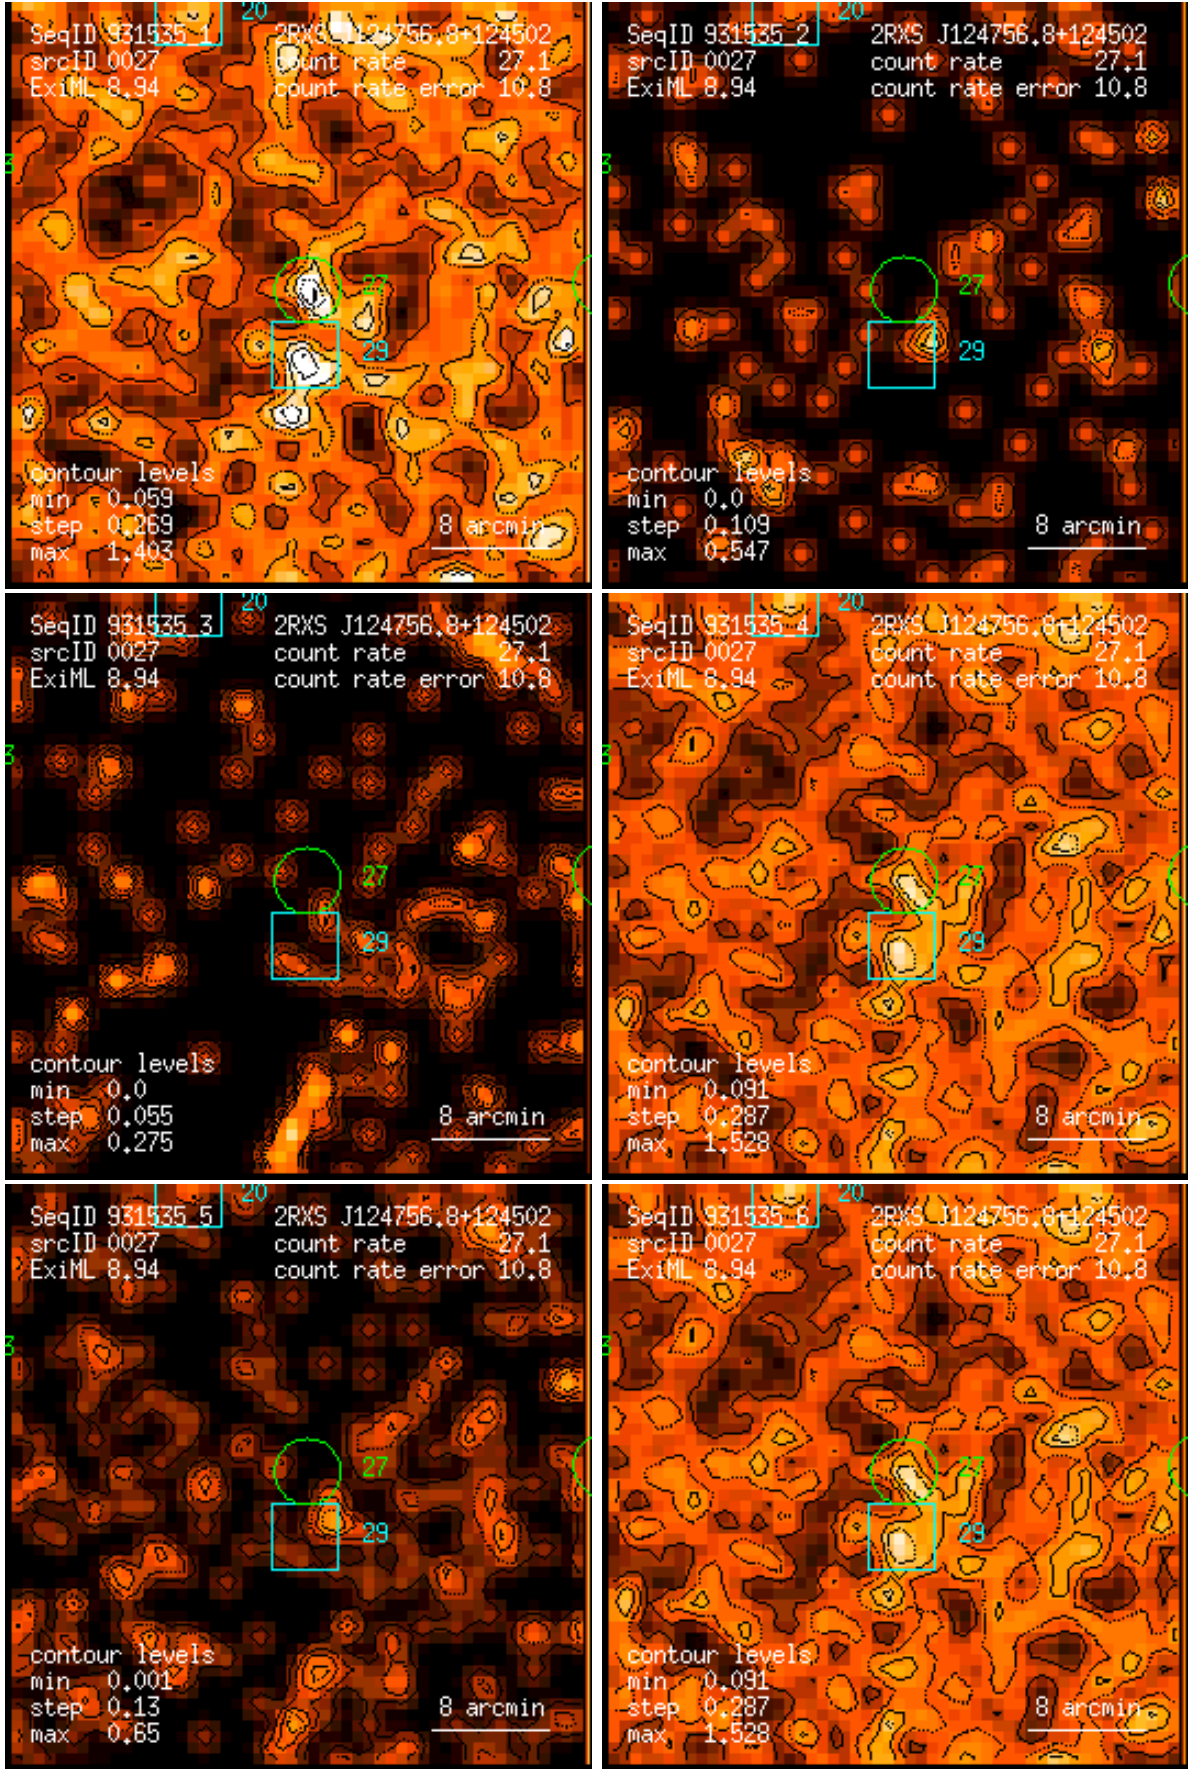 20
SeqID 931535_1 2RXS J124756.8+124502
srcID 0027 count rate 27.1
ExiML 8.94 count rate error 10.8
3
27
29
contour levels
min 0.059
step 0.269
max 1.403
8 arcmin
20
SeqID 931535_2 2RXS J124756.8+124502
srcID 0027 count rate 27.1
ExiML 8.94 count rate error 10.8
3
27
29
contour levels
min 0.0
step 0.109
max 0.547
8 arcmin
20
SeqID 931535_3 2RXS J124756.8+124502
srcID 0027 count rate 27.1
ExiML 8.94 count rate error 10.8
3
27
29
contour levels
min 0.0
step 0.055
max 0.275
8 arcmin
20
SeqID 931535_4 2RXS J124756.8+124502
srcID 0027 count rate 27.1
ExiML 8.94 count rate error 10.8
3
27
29
contour levels
min 0.091
step 0.287
max 1.528
8 arcmin
20
SeqID 931535_5 2RXS J124756.8+124502
srcID 0027 count rate 27.1
ExiML 8.94 count rate error 10.8
3
27
29
contour levels
min 0.001
step 0.13
max 0.65
8 arcmin
20
SeqID 931535_6 2RXS J124756.8+124502
srcID 0027 count rate 27.1
ExiML 8.94 count rate error 10.8
3
27
29
contour levels
min 0.091
step 0.287
max 1.528
8 arcmin